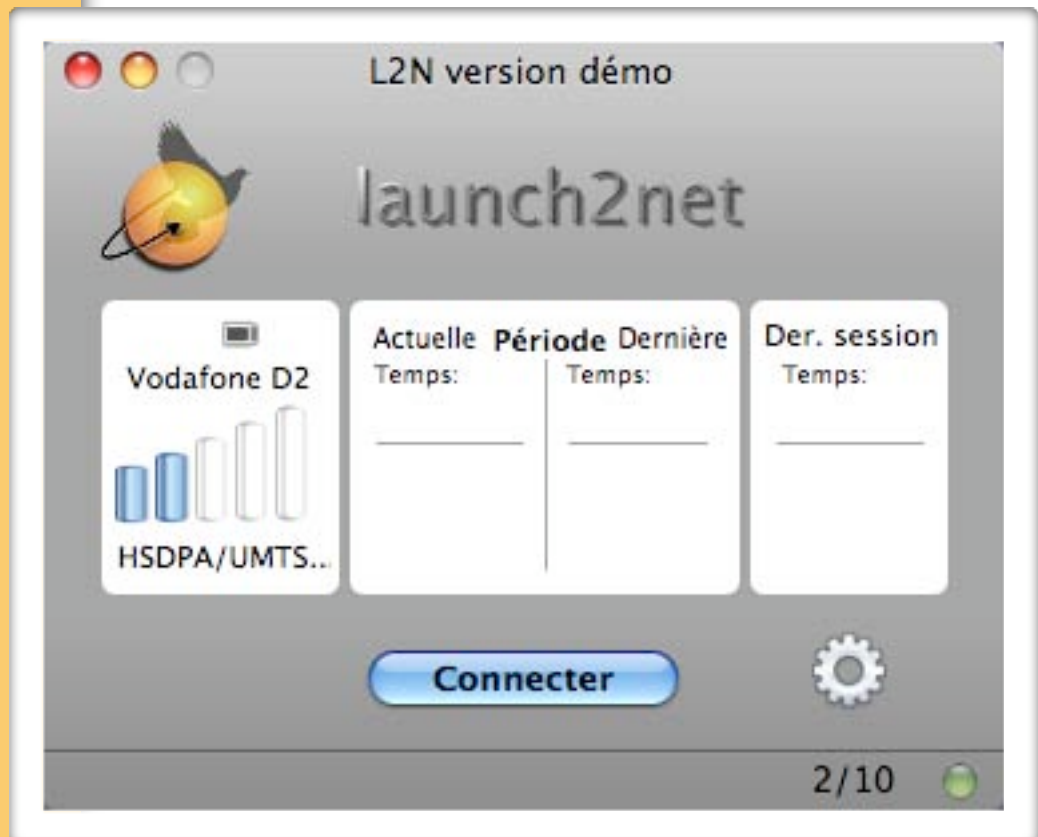 L2N version démo
launch2net
Vodafone D2
HSDPA/UMTS...
Actuelle Période Dernière
Temps: Temps:
Der. session
Temps:
Connecter
2/10